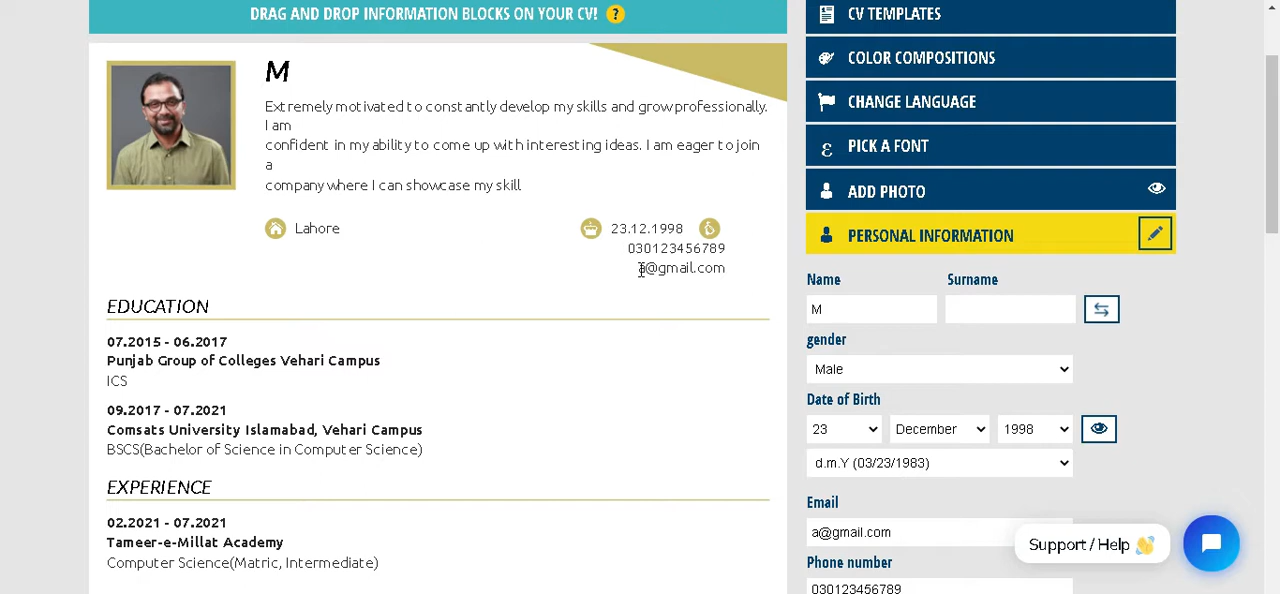 DRAG AND DROP INFORMATION BLOCKS ON YOUR CV! ?
M
Extremely motivated to constantly develop my skills and grow professionally.
I am
confident in my ability to come up with interesting ideas. I am eager to join
a
company where I can showcase my skill
Lahore
23.12.1998
030123456789
a@gmail.com
EDUCATION
07.2015 - 06.2017
Punjab Group of Colleges Vehari Campus
ICS
09.2017 - 07.2021
Comsats University Islamabad, Vehari Campus
BSCS(Bachelor of Science in Computer Science)
EXPERIENCE
02.2021 - 07.2021
Tameer-e-Millat Academy
Computer Science(Matric, Intermediate)
CV TEMPLATES
COLOR COMPOSITIONS
CHANGE LANGUAGE
ε PICK A FONT
ADD PHOTO
PERSONAL INFORMATION
Name Surname
M
gender
Male
Date of Birth
23 December 1998
d.m.Y (03/23/1983)
Email
a@gmail.com
Support / Help 👋
Phone number
030123456789